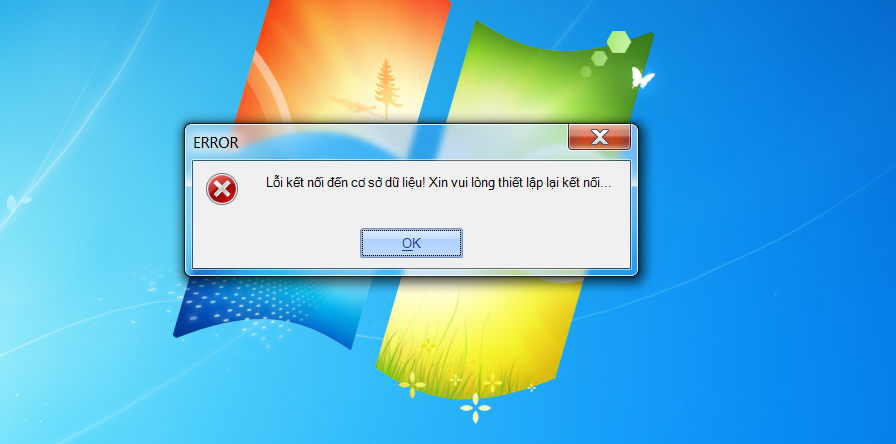 ERROR
Lỗi kết nối đến cơ sở dữ liệu! Xin vui lòng thiết lập lại kết nối...
OK